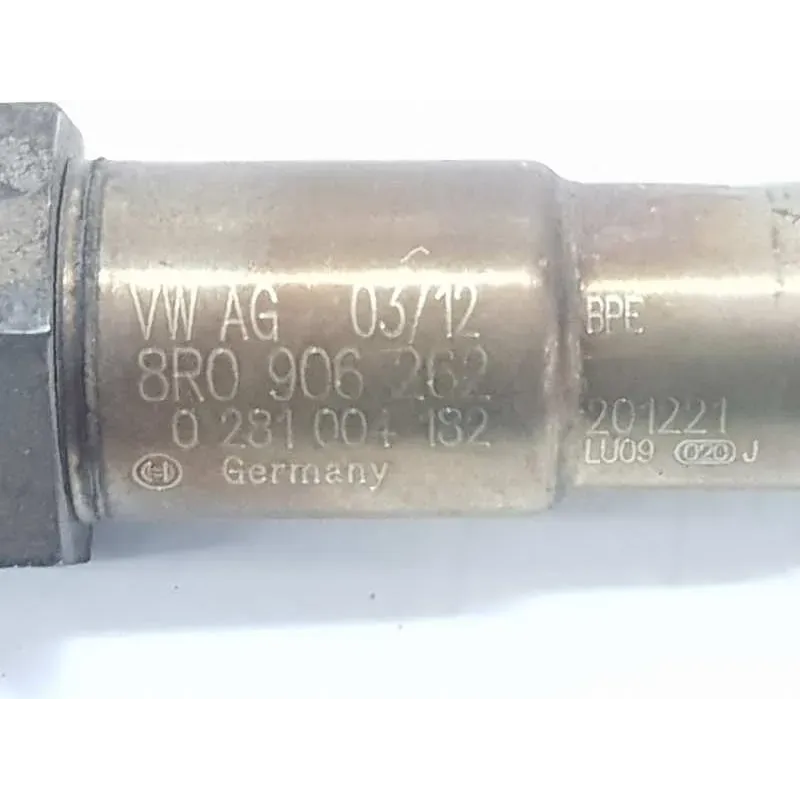 VW AG 03/12
8R0 906 262
0 281 004 182
Germany
BPE
201221
LU09 020 J